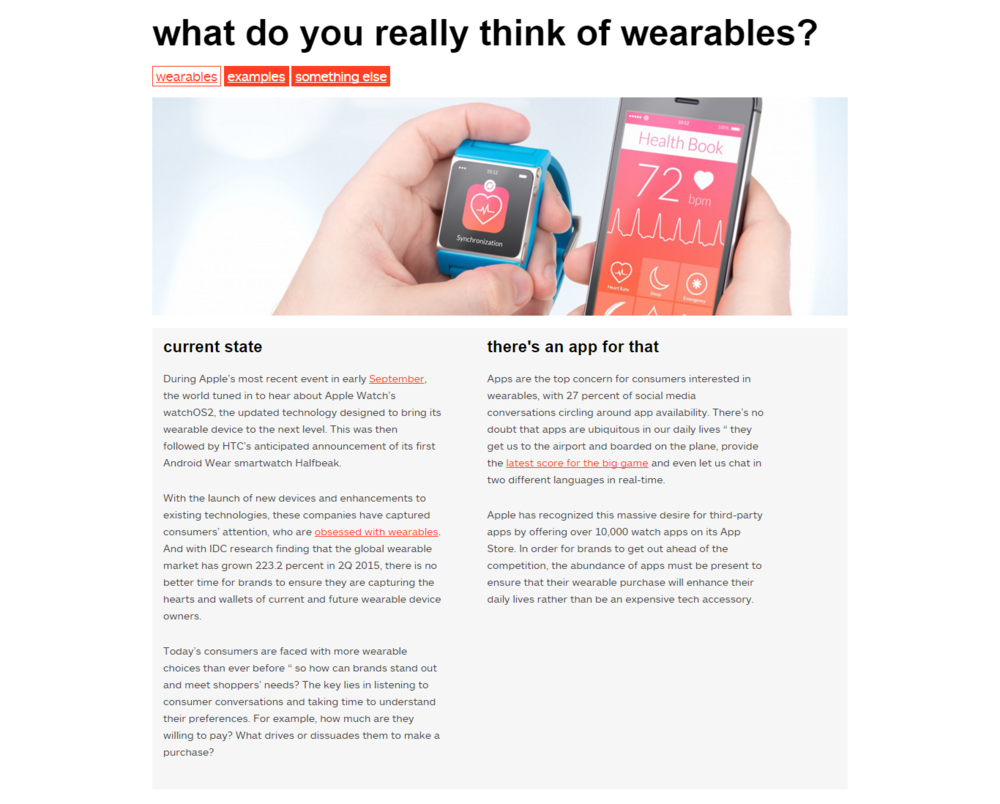 what do you really think of wearables?
wearables examples something else
10:12
Synchronization
10:12 100%
Health Book
72 bpm
Heart Rate Sleep Emergency
current state
During Apple's most recent event in early September,
the world tuned in to hear about Apple Watch's
watchOS2, the updated technology designed to bring its
wearable device to the next level. This was then
followed by HTC's anticipated announcement of its first
Android Wear smartwatch Halfbeak.
With the launch of new devices and enhancements to
existing technologies, these companies have captured
consumers' attention, who are obsessed with wearables.
And with IDC research finding that the global wearable
market has grown 223.2 percent in 2Q 2015, there is no
better time for brands to ensure they are capturing the
hearts and wallets of current and future wearable device
owners.
Today's consumers are faced with more wearable
choices than ever before “ so how can brands stand out
and meet shoppers' needs? The key lies in listening to
consumer conversations and taking time to understand
their preferences. For example, how much are they
willing to pay? What drives or dissuades them to make a
purchase?
there's an app for that
Apps are the top concern for consumers interested in
wearables, with 27 percent of social media
conversations circling around app availability. There's no
doubt that apps are ubiquitous in our daily lives “ they
get us to the airport and boarded on the plane, provide
the latest score for the big game and even let us chat in
two different languages in real-time.
Apple has recognized this massive desire for third-party
apps by offering over 10,000 watch apps on its App
Store. In order for brands to get out ahead of the
competition, the abundance of apps must be present to
ensure that their wearable purchase will enhance their
daily lives rather than be an expensive tech accessory.